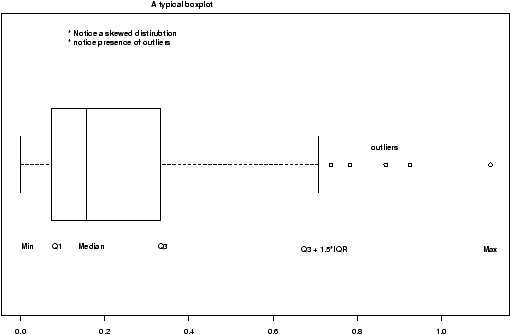 A typical boxplot
* Notice a skewed distirubtion
* notice presence of outliers
outliers
Min Q1 Median Q3 Q3 + 1.5*IQR Max
0.0 0.2 0.4 0.6 0.8 1.0